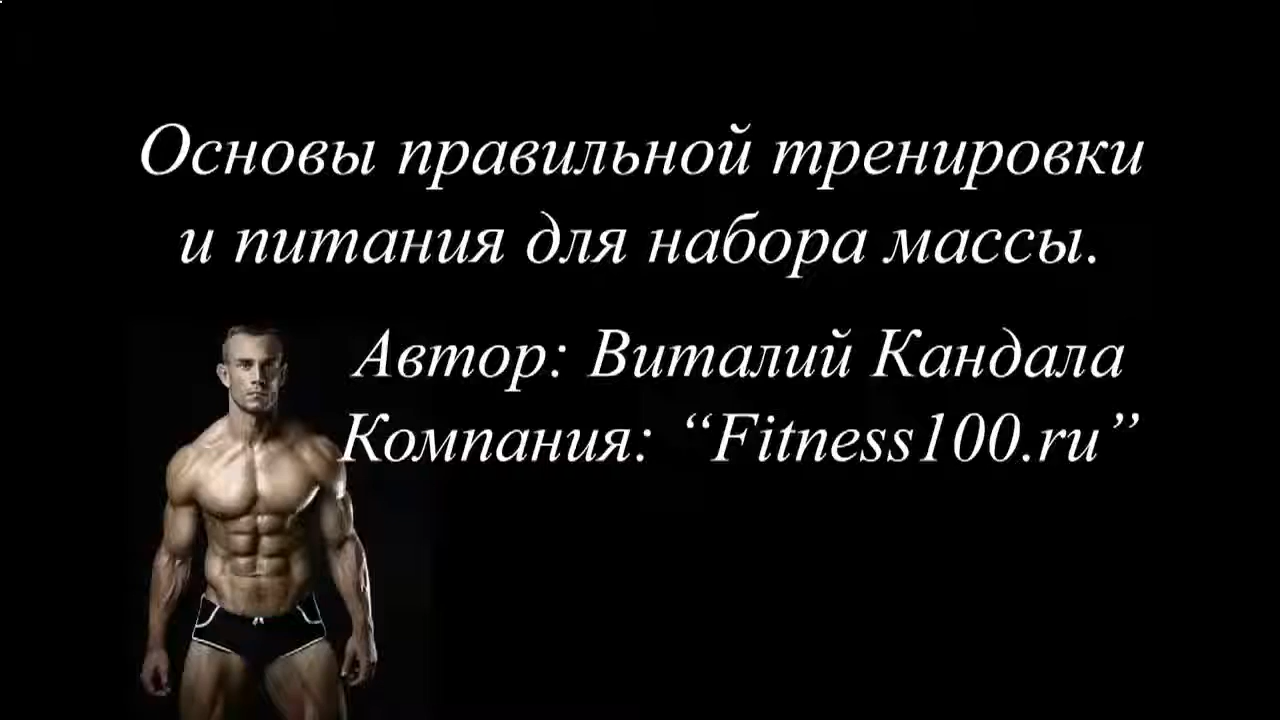 Основы правильной тренировки
и питания для набора массы.
Автор: Виталий Кандала
Компания: “Fitness100.ru”